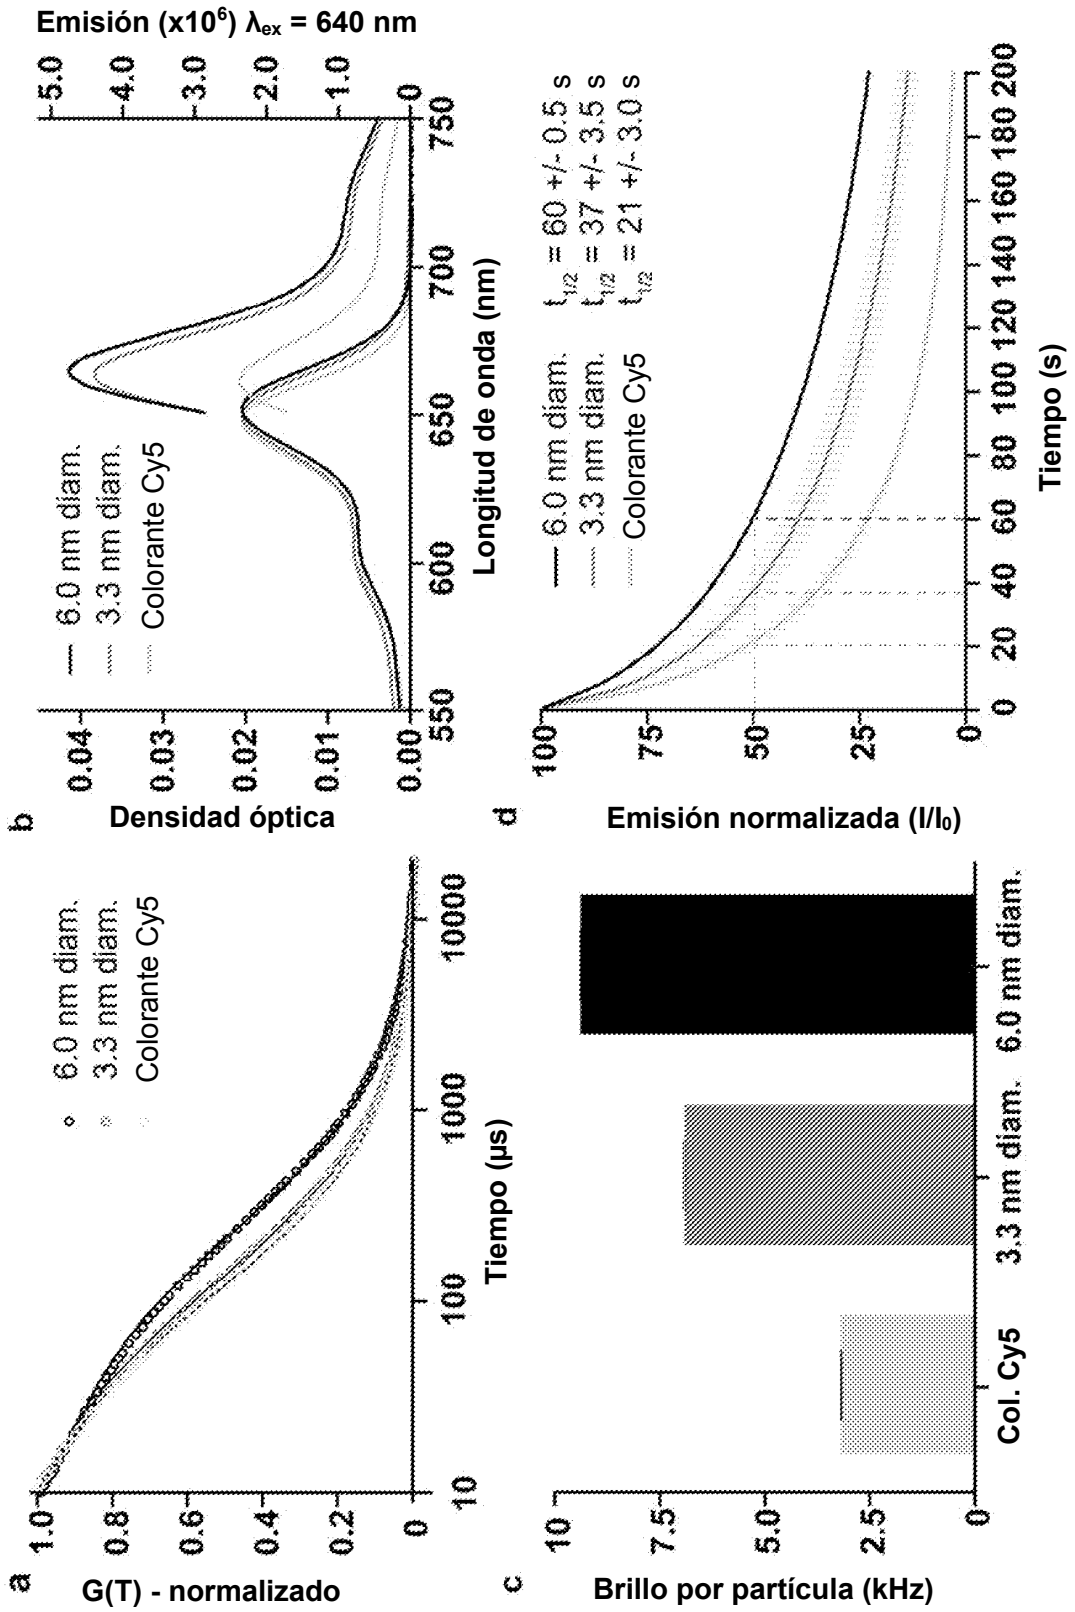 a
G(T) - normalizado
1.0
0.8
0.6
0.4
0.2
0
10
100
1000
10000
Tiempo (µs)
6.0 nm diam.
3.3 nm diam.
Colorante Cy5
b
Densidad óptica
0.04
0.03
0.02
0.01
0.00
550
600
650
700
750
Longitud de onda (nm)
6.0 nm diam.
3.3 nm diam.
Colorante Cy5
Emisión (x10⁶) λex = 640 nm
5.0
4.0
3.0
2.0
1.0
0
c
Brillo por partícula (kHz)
10
7.5
5
2.5
0
Col. Cy5
3.3 nm diam.
6.0 nm diam.
d
Emisión normalizada (I/I₀)
100
75
50
25
0
0 20 40 60 80 100 120 140 160 180 200
Tiempo (s)
6.0 nm diam. t1/2 = 60 +/- 0.5 s
3.3 nm diam. t1/2 = 37 +/- 3.5 s
Colorante Cy5 t1/2 = 21 +/- 3.0 s